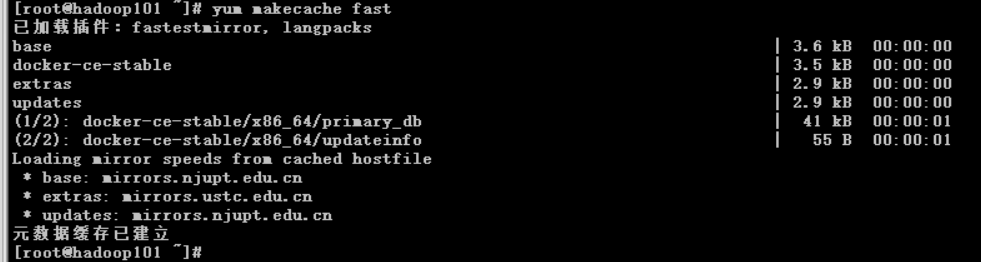 [root@hadoop101 ~]# yum makecache fast
已加载插件：fastestmirror, langpacks
base | 3.6 kB 00:00:00
docker-ce-stable | 3.5 kB 00:00:00
extras | 2.9 kB 00:00:00
updates | 2.9 kB 00:00:00
(1/2): docker-ce-stable/x86_64/primary_db | 41 kB 00:00:01
(2/2): docker-ce-stable/x86_64/updateinfo | 55 B 00:00:01
Loading mirror speeds from cached hostfile
* base: mirrors.njupt.edu.cn
* extras: mirrors.ustc.edu.cn
* updates: mirrors.njupt.edu.cn
元数据缓存已建立
[root@hadoop101 ~]#